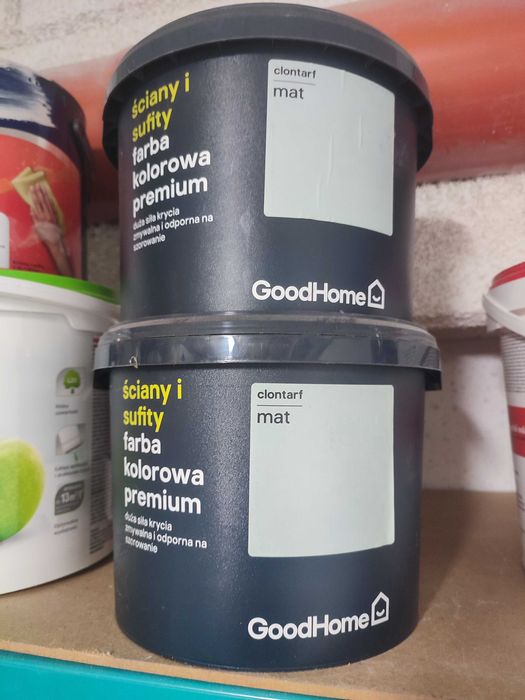 ściany i
sufity
farba
kolorowa
premium
duża siła krycia
zmywalna i odporna na
szorowanie
clontarf
mat
GoodHome
ściany i
sufity
farba
kolorowa
premium
duża siła krycia
zmywalna i odporna na
szorowanie
clontarf
mat
GoodHome